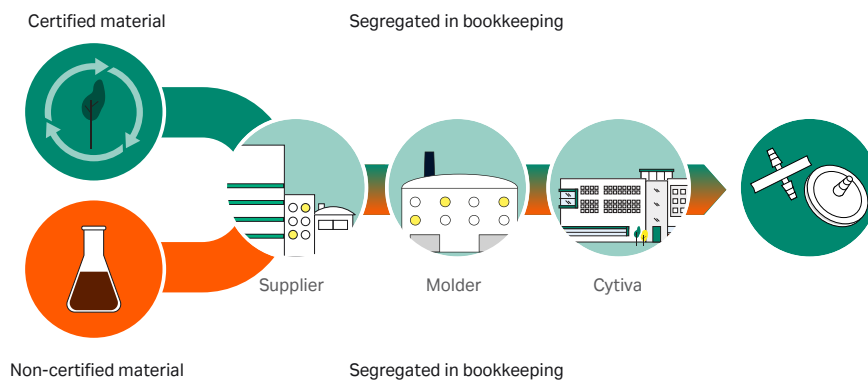 Certified material
Segregated in bookkeeping
Supplier
Molder
Cytiva
Non-certified material
Segregated in bookkeeping